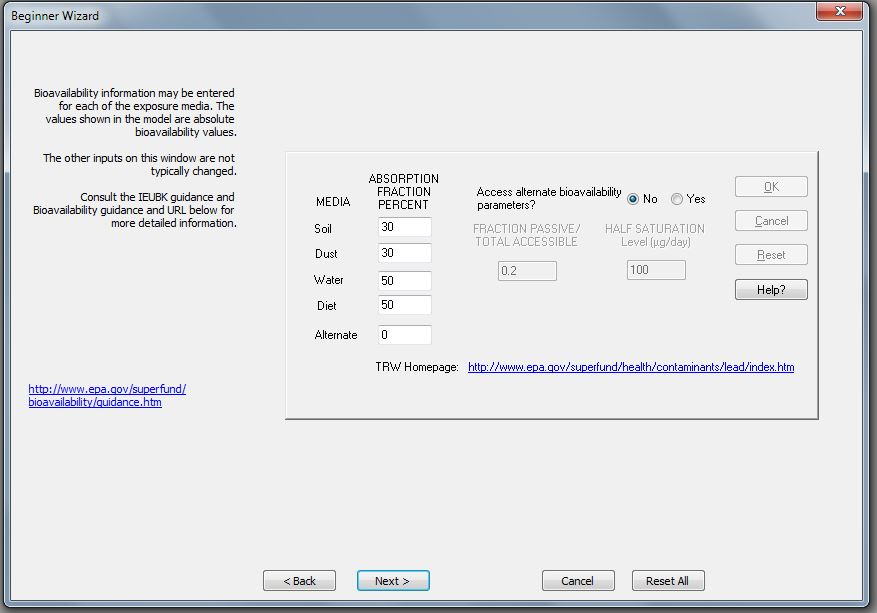 Beginner Wizard
X
Bioavailability information may be entered
for each of the exposure media. The
values shown in the model are absolute
bioavailability values.
The other inputs on this window are not
typically changed.
Consult the IEUBK guidance and
Bioavailability guidance and URL below for
more detailed information.
http://www.epa.gov/superfund/
bioavailability/guidance.htm
MEDIA
ABSORPTION
FRACTION
PERCENT
Soil 30
Dust 30
Water 50
Diet 50
Alternate 0
Access alternate bioavailability
parameters?
No Yes
FRACTION PASSIVE/
TOTAL ACCESSIBLE
0.2
HALF SATURATION
Level (µg/day)
100
OK
Cancel
Reset
Help?
TRW Homepage: http://www.epa.gov/superfund/health/contaminants/lead/index.htm
< Back Next > Cancel Reset All